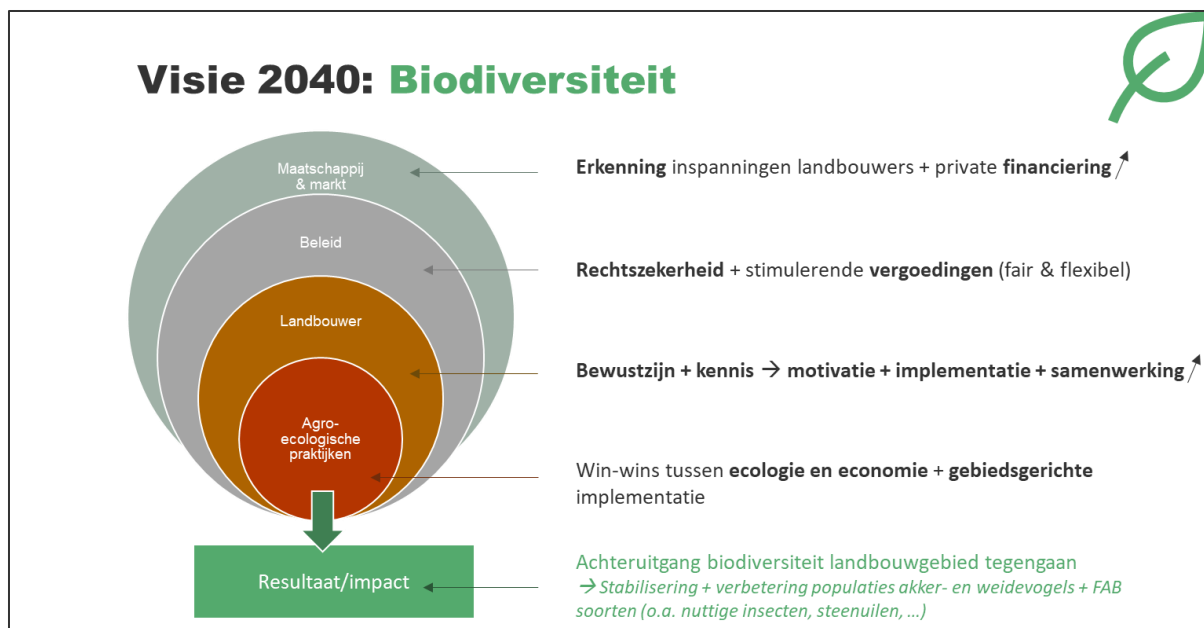 Visie 2040: Biodiversiteit
Maatschappij
& markt
Erkenning inspanningen landbouwers + private financiering
Beleid
Rechtszekerheid + stimulerende vergoedingen (fair & flexibel)
Landbouwer
Bewustzijn + kennis → motivatie + implementatie + samenwerking
Agro-
ecologische
praktijken
Win-wins tussen ecologie en economie + gebiedsgerichte
implementatie
Resultaat/impact
Achteruitgang biodiversiteit landbouwgebied tegengaan
→ Stabilisering + verbetering populaties akker- en weidevogels + FAB
soorten (o.a. nuttige insecten, steenuilen, …)